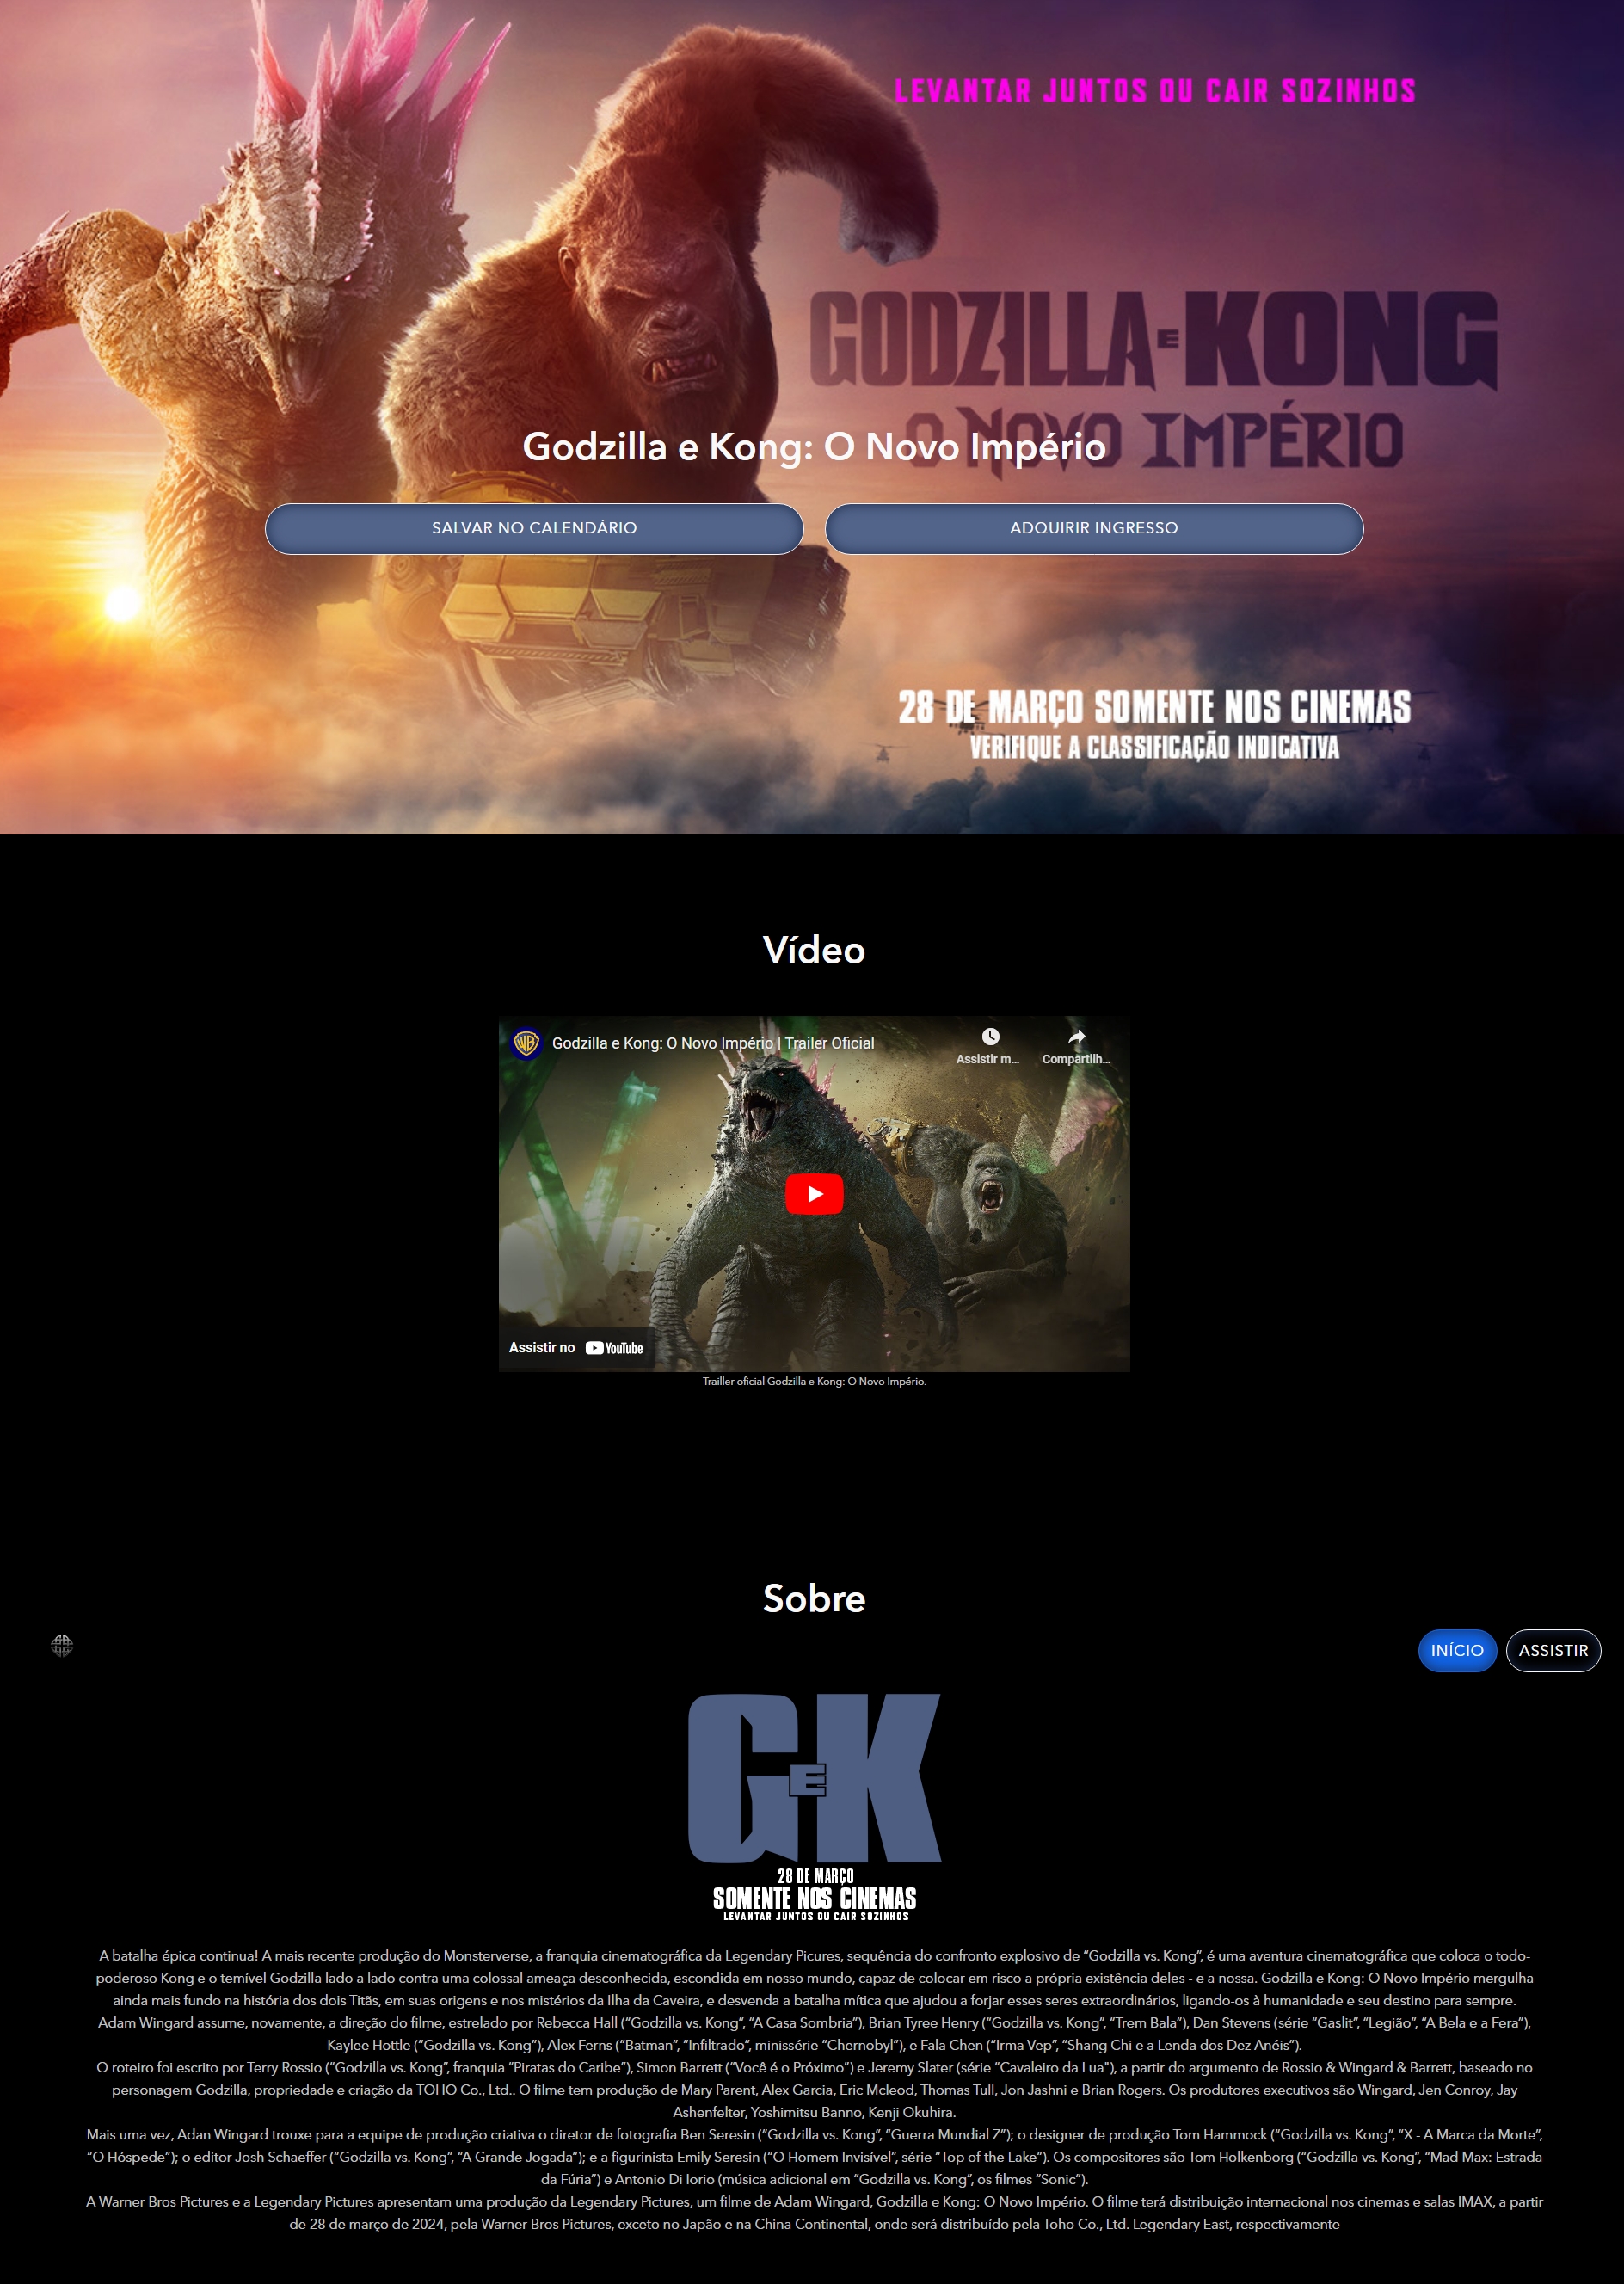 LEVANTAR JUNTOS OU CAIR SOZINHOS
GODZILLA E KONG
O NOVO IMPÉRIO
Godzilla e Kong: O Novo Império
SALVAR NO CALENDÁRIO
ADQUIRIR INGRESSO
28 DE MARÇO SOMENTE NOS CINEMAS
VERIFIQUE A CLASSIFICAÇÃO INDICATIVA
Vídeo
WB
Godzilla e Kong: O Novo Império | Trailer Oficial
Assistir m...
Compartilh...
Assistir no YouTube
Trailler oficial Godzilla e Kong: O Novo Império.
Sobre
INÍCIO
ASSISTIR
G E K
28 DE MARÇO
SOMENTE NOS CINEMAS
LEVANTAR JUNTOS OU CAIR SOZINHOS
A batalha épica continua! A mais recente produção do Monsterverse, a franquia cinematográfica da Legendary Picures, sequência do confronto explosivo de “Godzilla vs. Kong”, é uma aventura cinematográfica que coloca o todo-
poderoso Kong e o temível Godzilla lado a lado contra uma colossal ameaça desconhecida, escondida em nosso mundo, capaz de colocar em risco a própria existência deles - e a nossa. Godzilla e Kong: O Novo Império mergulha
ainda mais fundo na história dos dois Titãs, em suas origens e nos mistérios da Ilha da Caveira, e desvenda a batalha mítica que ajudou a forjar esses seres extraordinários, ligando-os à humanidade e seu destino para sempre.
Adam Wingard assume, novamente, a direção do filme, estrelado por Rebecca Hall (“Godzilla vs. Kong”, “A Casa Sombria”), Brian Tyree Henry (“Godzilla vs. Kong”, “Trem Bala”), Dan Stevens (série “Gaslit”, “Legião”, “A Bela e a Fera”),
Kaylee Hottle (“Godzilla vs. Kong”), Alex Ferns (“Batman”, “Infiltrado”, minissérie “Chernobyl”), e Fala Chen (“Irma Vep”, “Shang Chi e a Lenda dos Dez Anéis”).
O roteiro foi escrito por Terry Rossio (“Godzilla vs. Kong”, franquia “Piratas do Caribe”), Simon Barrett (“Você é o Próximo”) e Jeremy Slater (série “Cavaleiro da Lua"), a partir do argumento de Rossio & Wingard & Barrett, baseado no
personagem Godzilla, propriedade e criação da TOHO Co., Ltd.. O filme tem produção de Mary Parent, Alex Garcia, Eric Mcleod, Thomas Tull, Jon Jashni e Brian Rogers. Os produtores executivos são Wingard, Jen Conroy, Jay
Ashenfelter, Yoshimitsu Banno, Kenji Okuhira.
Mais uma vez, Adan Wingard trouxe para a equipe de produção criativa o diretor de fotografia Ben Seresin (“Godzilla vs. Kong”, “Guerra Mundial Z”); o designer de produção Tom Hammock (“Godzilla vs. Kong”, “X - A Marca da Morte”,
“O Hóspede”); o editor Josh Schaeffer (“Godzilla vs. Kong”, “A Grande Jogada”); e a figurinista Emily Seresin (“O Homem Invisível”, série “Top of the Lake”). Os compositores são Tom Holkenborg (“Godzilla vs. Kong”, “Mad Max: Estrada
da Fúria”) e Antonio Di Iorio (música adicional em “Godzilla vs. Kong”, os filmes “Sonic”).
A Warner Bros Pictures e a Legendary Pictures apresentam uma produção da Legendary Pictures, um filme de Adam Wingard, Godzilla e Kong: O Novo Império. O filme terá distribuição internacional nos cinemas e salas IMAX, a partir
de 28 de março de 2024, pela Warner Bros Pictures, exceto no Japão e na China Continental, onde será distribuído pela Toho Co., Ltd. Legendary East, respectivamente